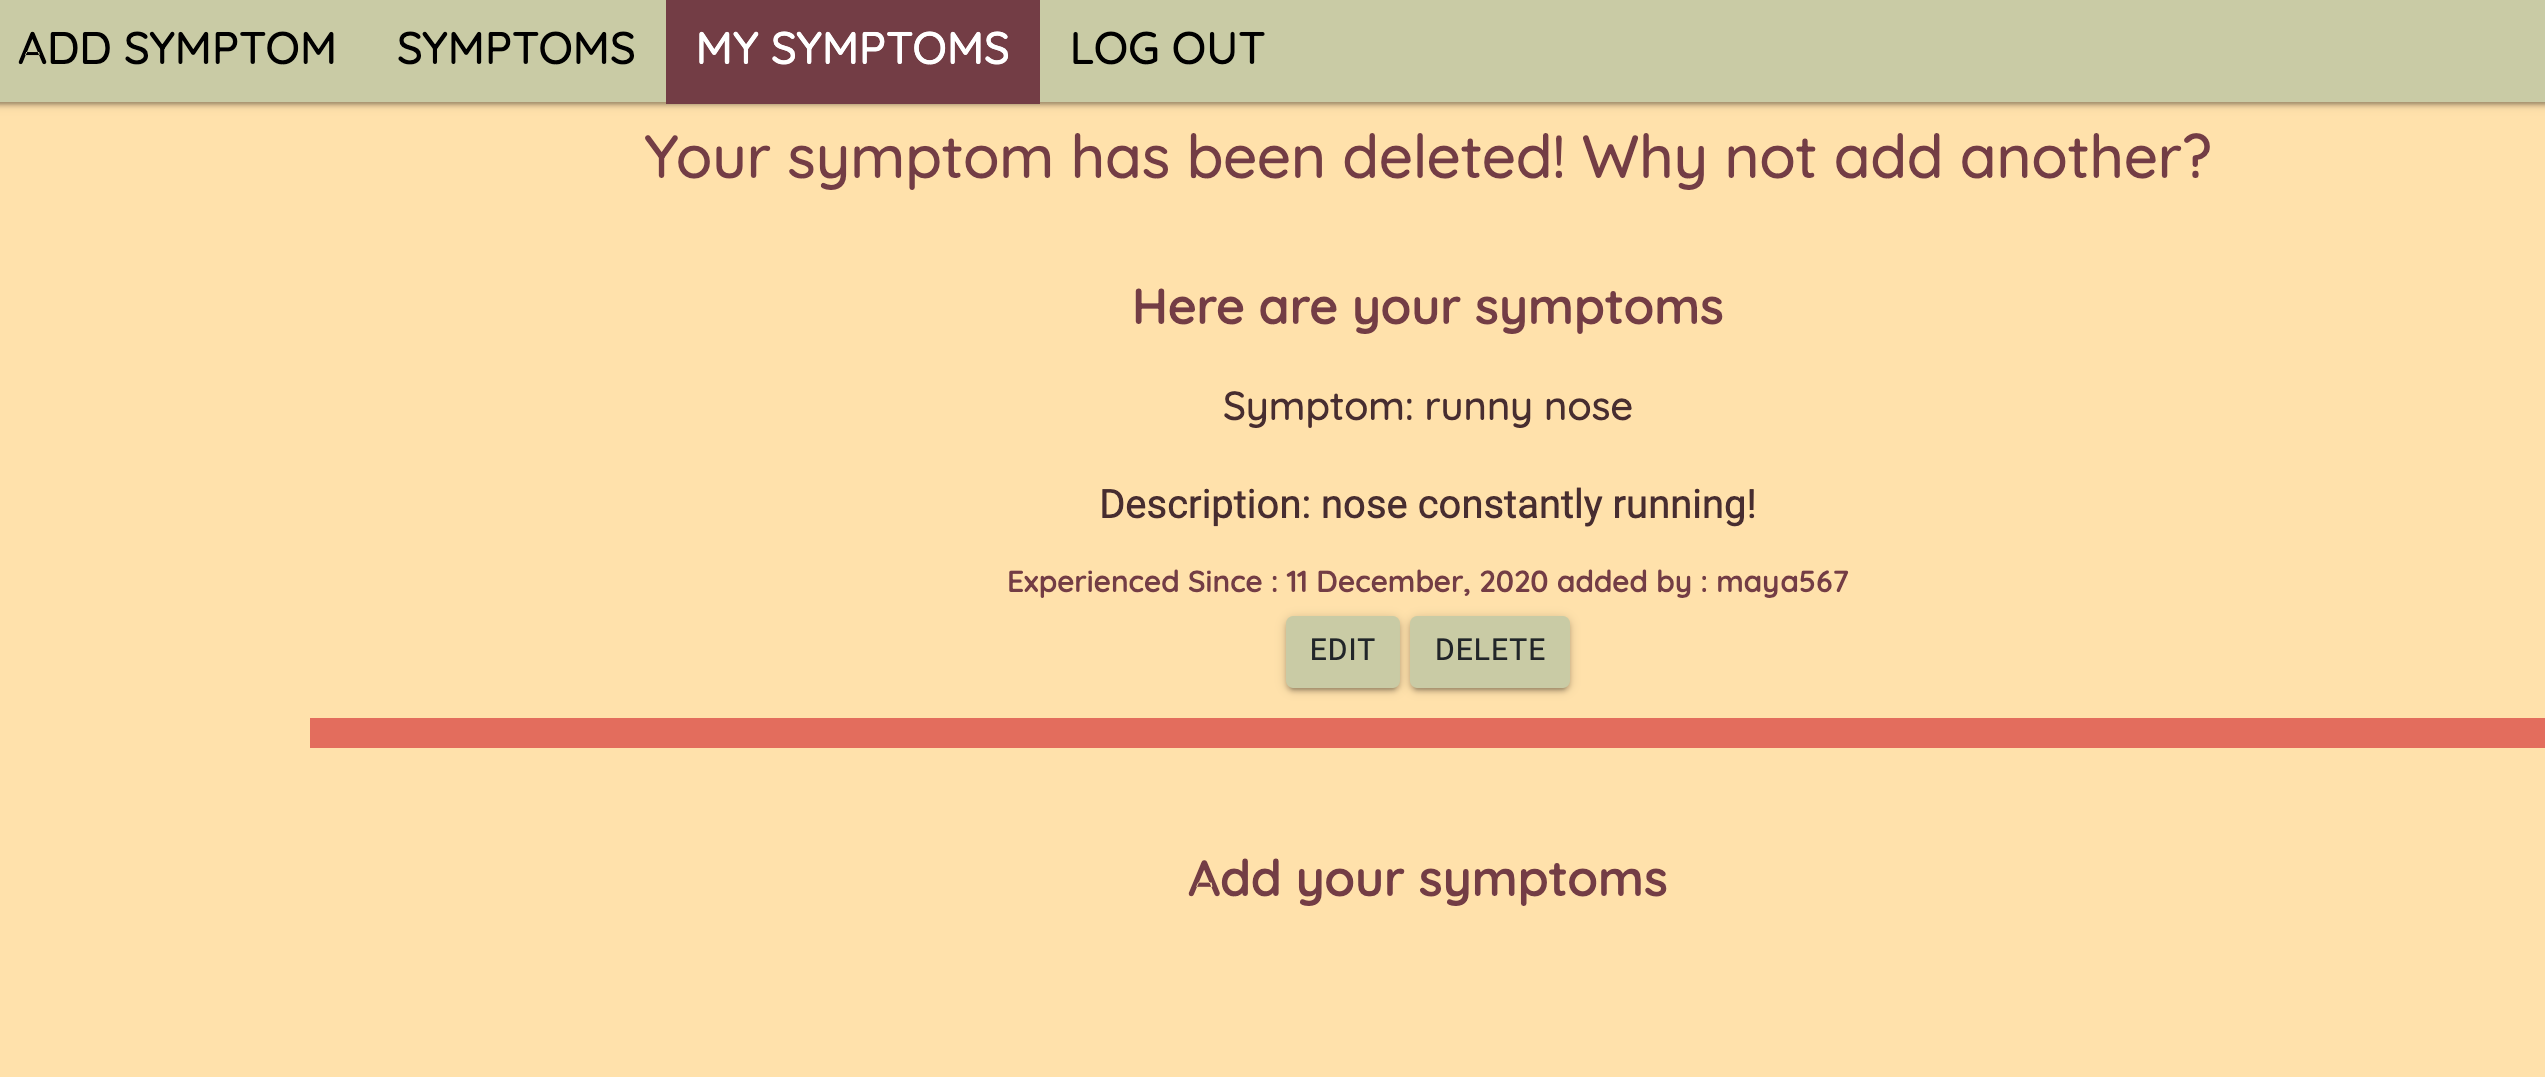 ADD SYMPTOM SYMPTOMS MY SYMPTOMS LOG OUT
Your symptom has been deleted! Why not add another?
Here are your symptoms
Symptom: runny nose
Description: nose constantly running!
Experienced Since : 11 December, 2020 added by : maya567
EDIT DELETE
Add your symptoms